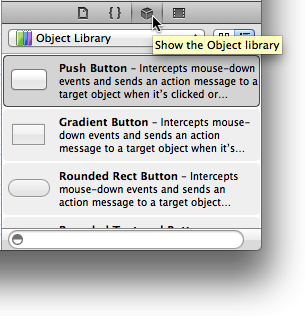 { }
Object Library
Show the Object library
Push Button – Intercepts mouse-down
events and sends an action message to a
target object when it's clicked or…
Gradient Button – Intercepts mouse-
down events and sends an action
message to a target object when it's…
Rounded Rect Button – Intercepts
mouse-down events and sends an
action message to a target object…